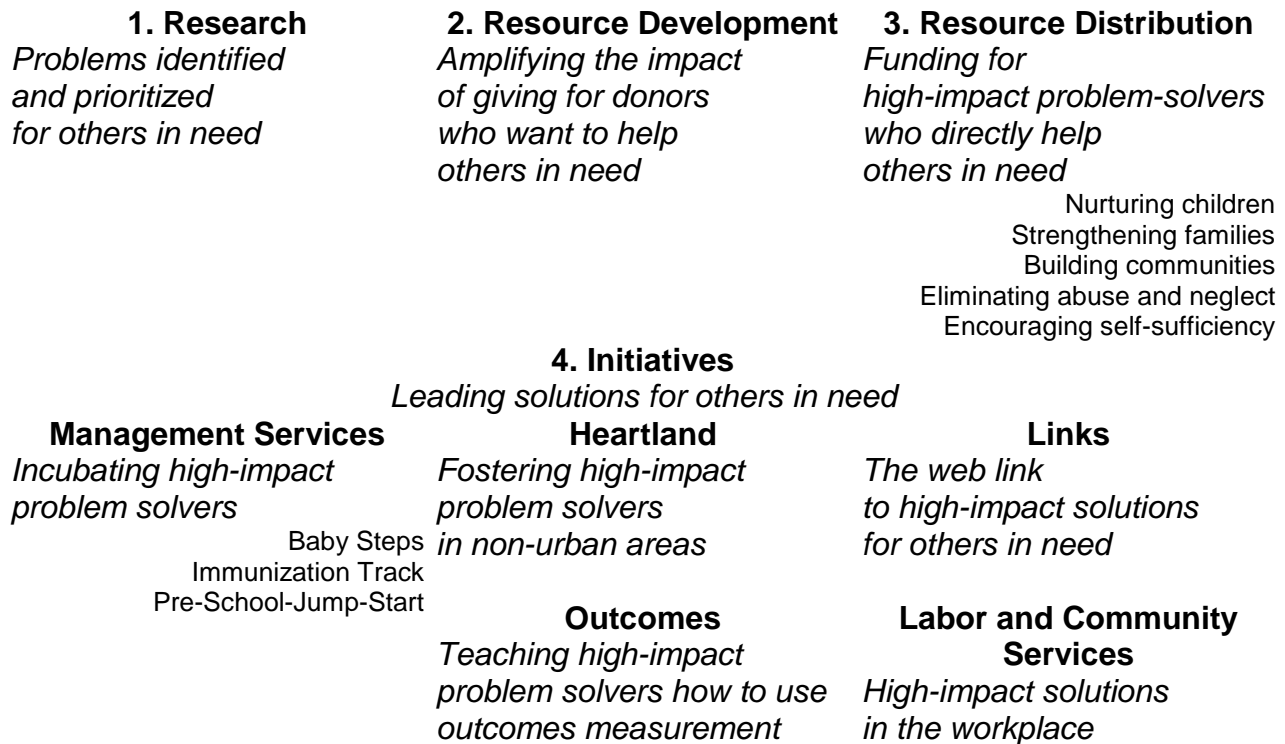 1. Research
Problems identified
and prioritized
for others in need
2. Resource Development
Amplifying the impact
of giving for donors
who want to help
others in need
3. Resource Distribution
Funding for
high-impact problem-solvers
who directly help
others in need
Nurturing children
Strengthening families
Building communities
Eliminating abuse and neglect
Encouraging self-sufficiency
4. Initiatives
Leading solutions for others in need
Management Services
Incubating high-impact
problem solvers
Baby Steps
Immunization Track
Pre-School-Jump-Start
Heartland
Fostering high-impact
problem solvers
in non-urban areas
Links
The web link
to high-impact solutions
for others in need
Outcomes
Teaching high-impact
problem solvers how to use
outcomes measurement
Labor and Community
Services
High-impact solutions
in the workplace